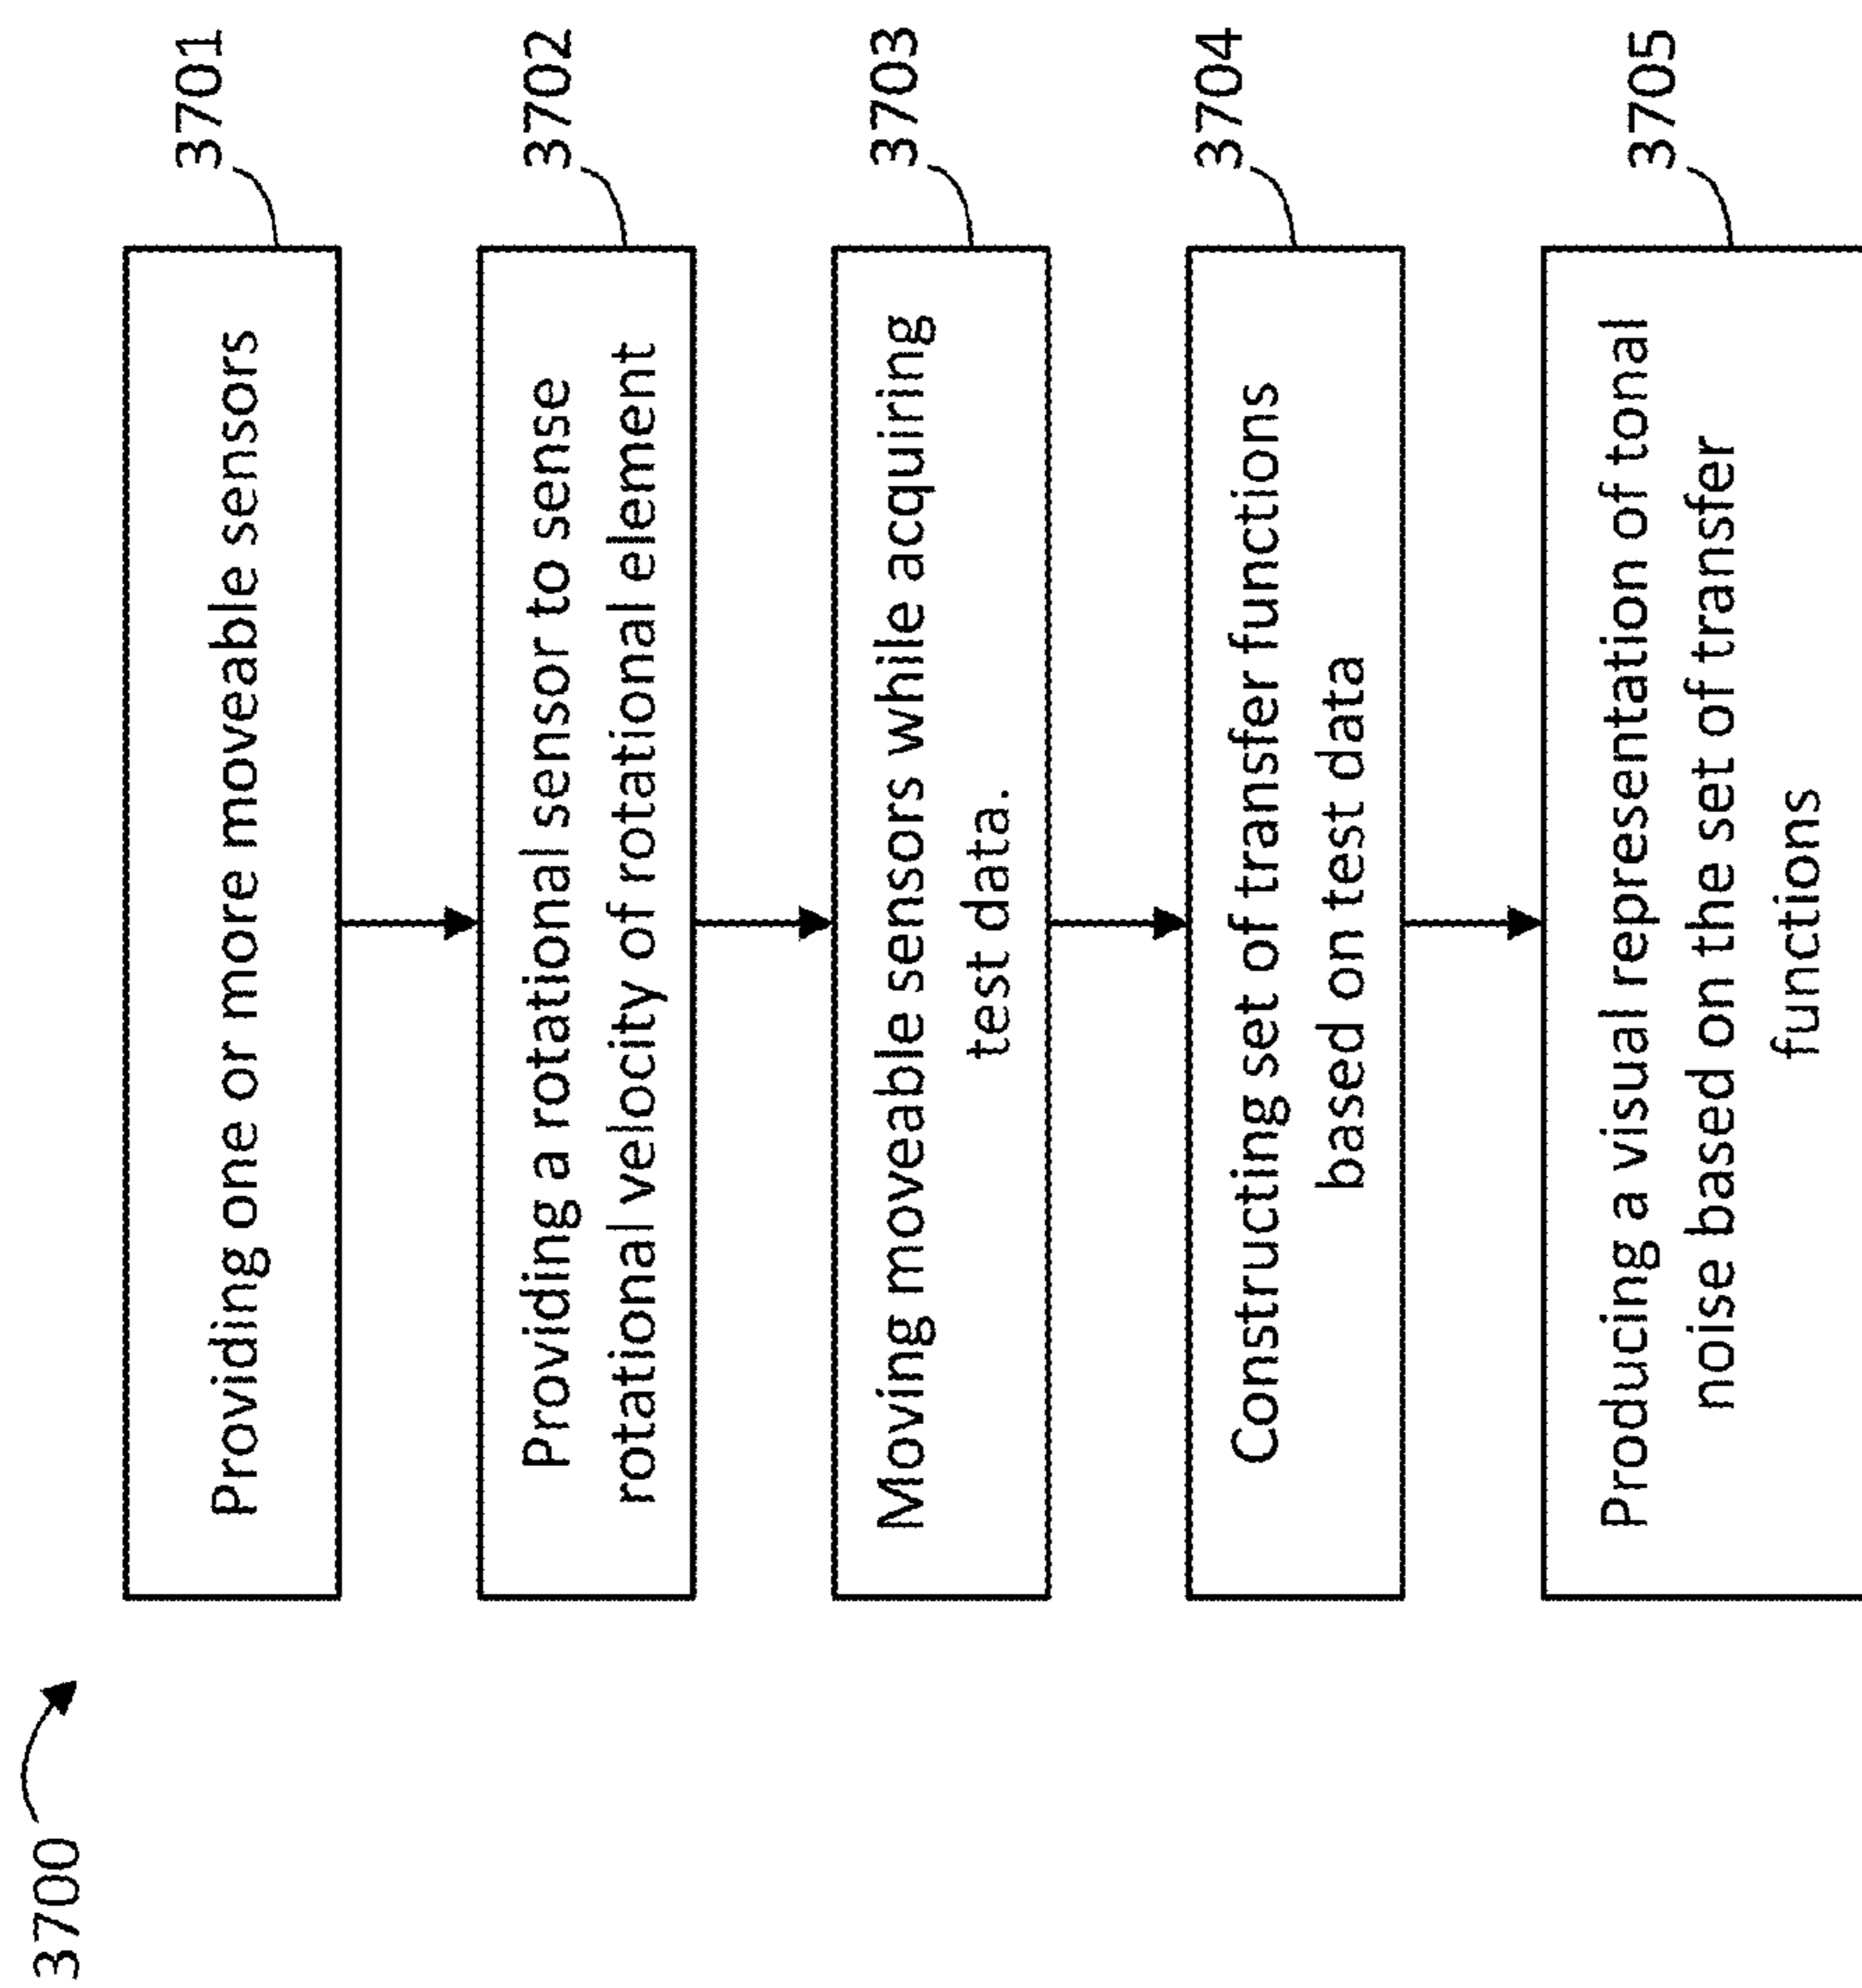 3700
Providing one or more moveable sensors
3701
Providing a rotational sensor to sense
rotational velocity of rotational element
3702
Moving moveable sensors while acquiring
test data.
3703
Constructing set of transfer functions
based on test data
3704
Producing a visual representation of tonal
noise based on the set of transfer
functions
3705